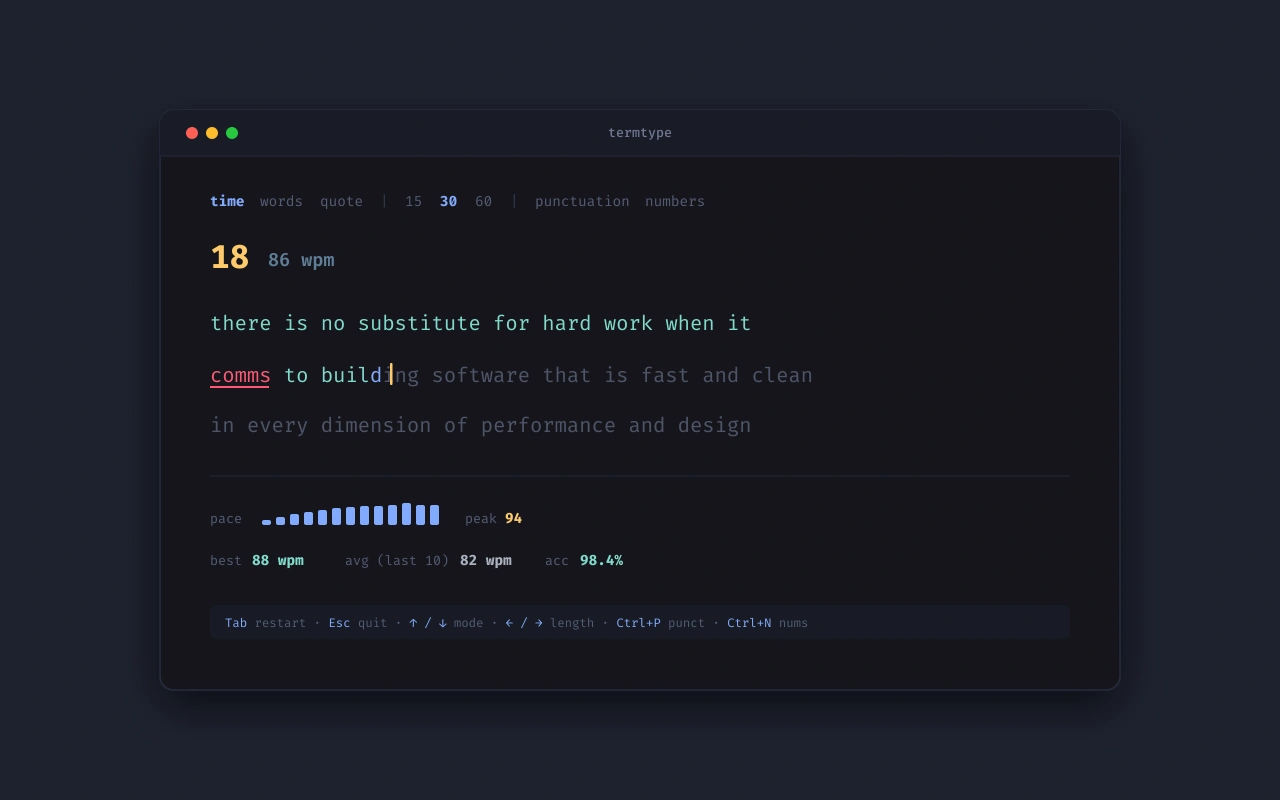 termtype
time words quote | 15 30 60 | punctuation numbers
18 86 wpm
there is no substitute for hard work when it
comms to building software that is fast and clean
in every dimension of performance and design
pace peak 94
best 88 wpm avg (last 10) 82 wpm acc 98.4%
Tab restart · Esc quit · ↑ / ↓ mode · ← / → length · Ctrl+P punct · Ctrl+N nums